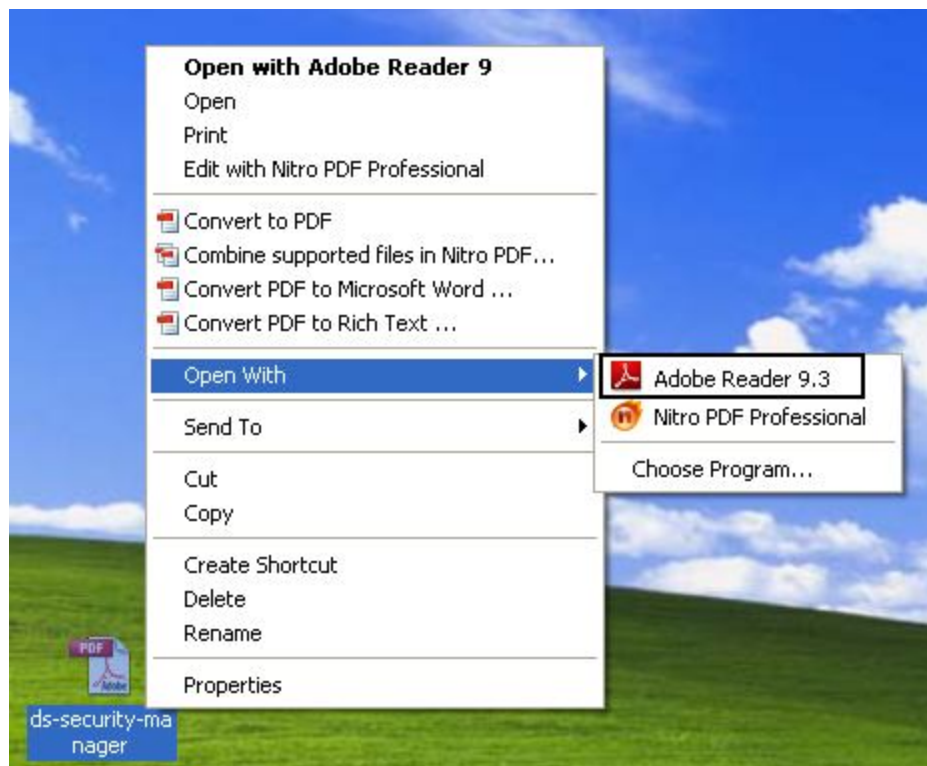 Open with Adobe Reader 9
Open
Print
Edit with Nitro PDF Professional
Convert to PDF
Combine supported files in Nitro PDF...
Convert PDF to Microsoft Word ...
Convert PDF to Rich Text ...
Open With
Adobe Reader 9.3
Nitro PDF Professional
Choose Program...
Send To
Cut
Copy
Create Shortcut
Delete
Rename
Properties
PDF
Adobe
ds-security-ma
nager